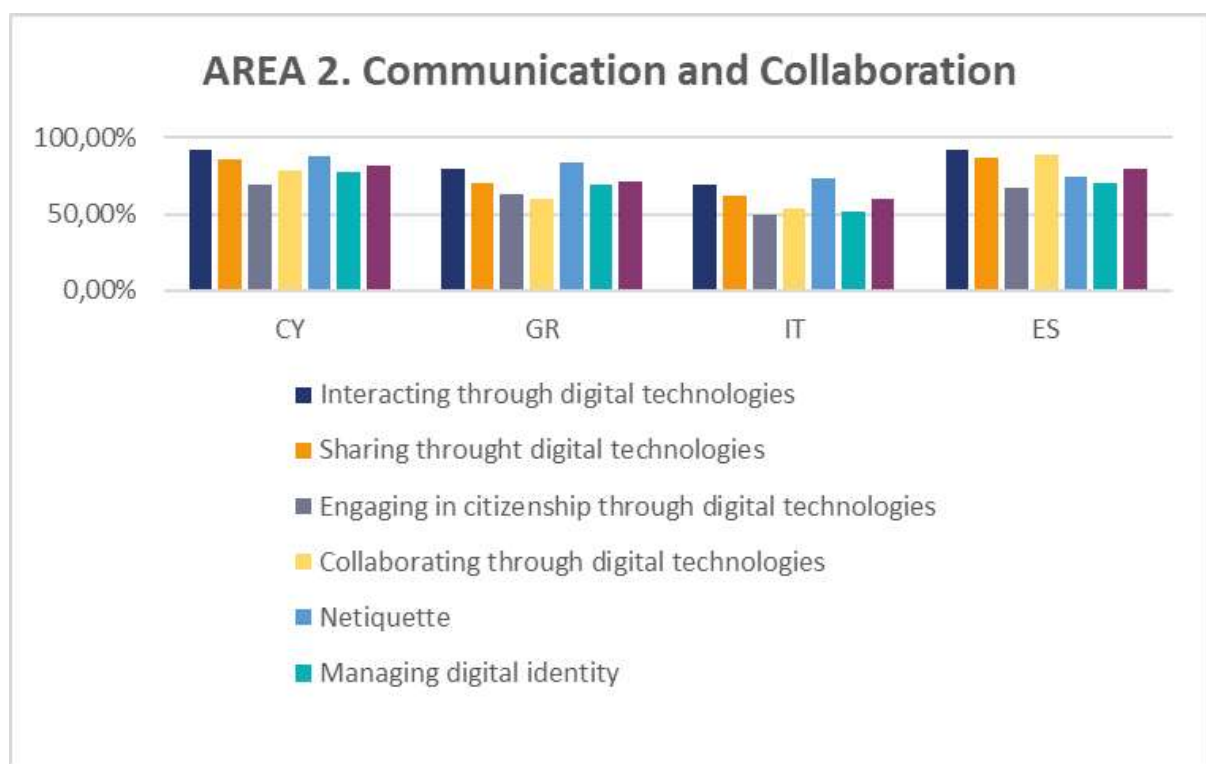 AREA 2. Communication and Collaboration
100,00%
50,00%
0,00%
CY GR IT ES
Interacting through digital technologies
Sharing throught digital technologies
Engaging in citizenship through digital technologies
Collaborating through digital technologies
Netiquette
Managing digital identity